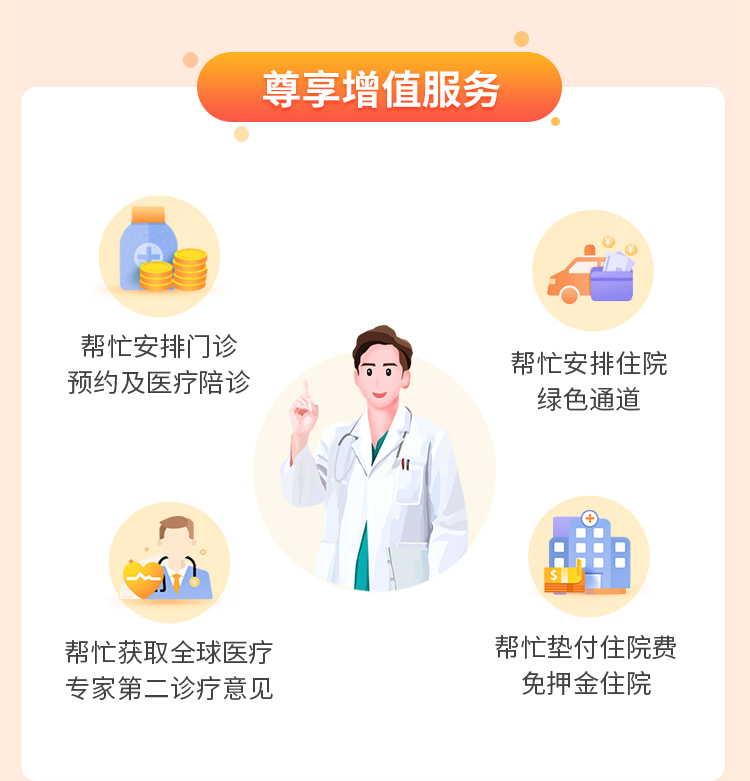 尊享增值服务
帮忙安排门诊
预约及医疗陪诊
帮忙安排住院
绿色通道
帮忙获取全球医疗
专家第二诊疗意见
帮忙垫付住院费
免押金住院